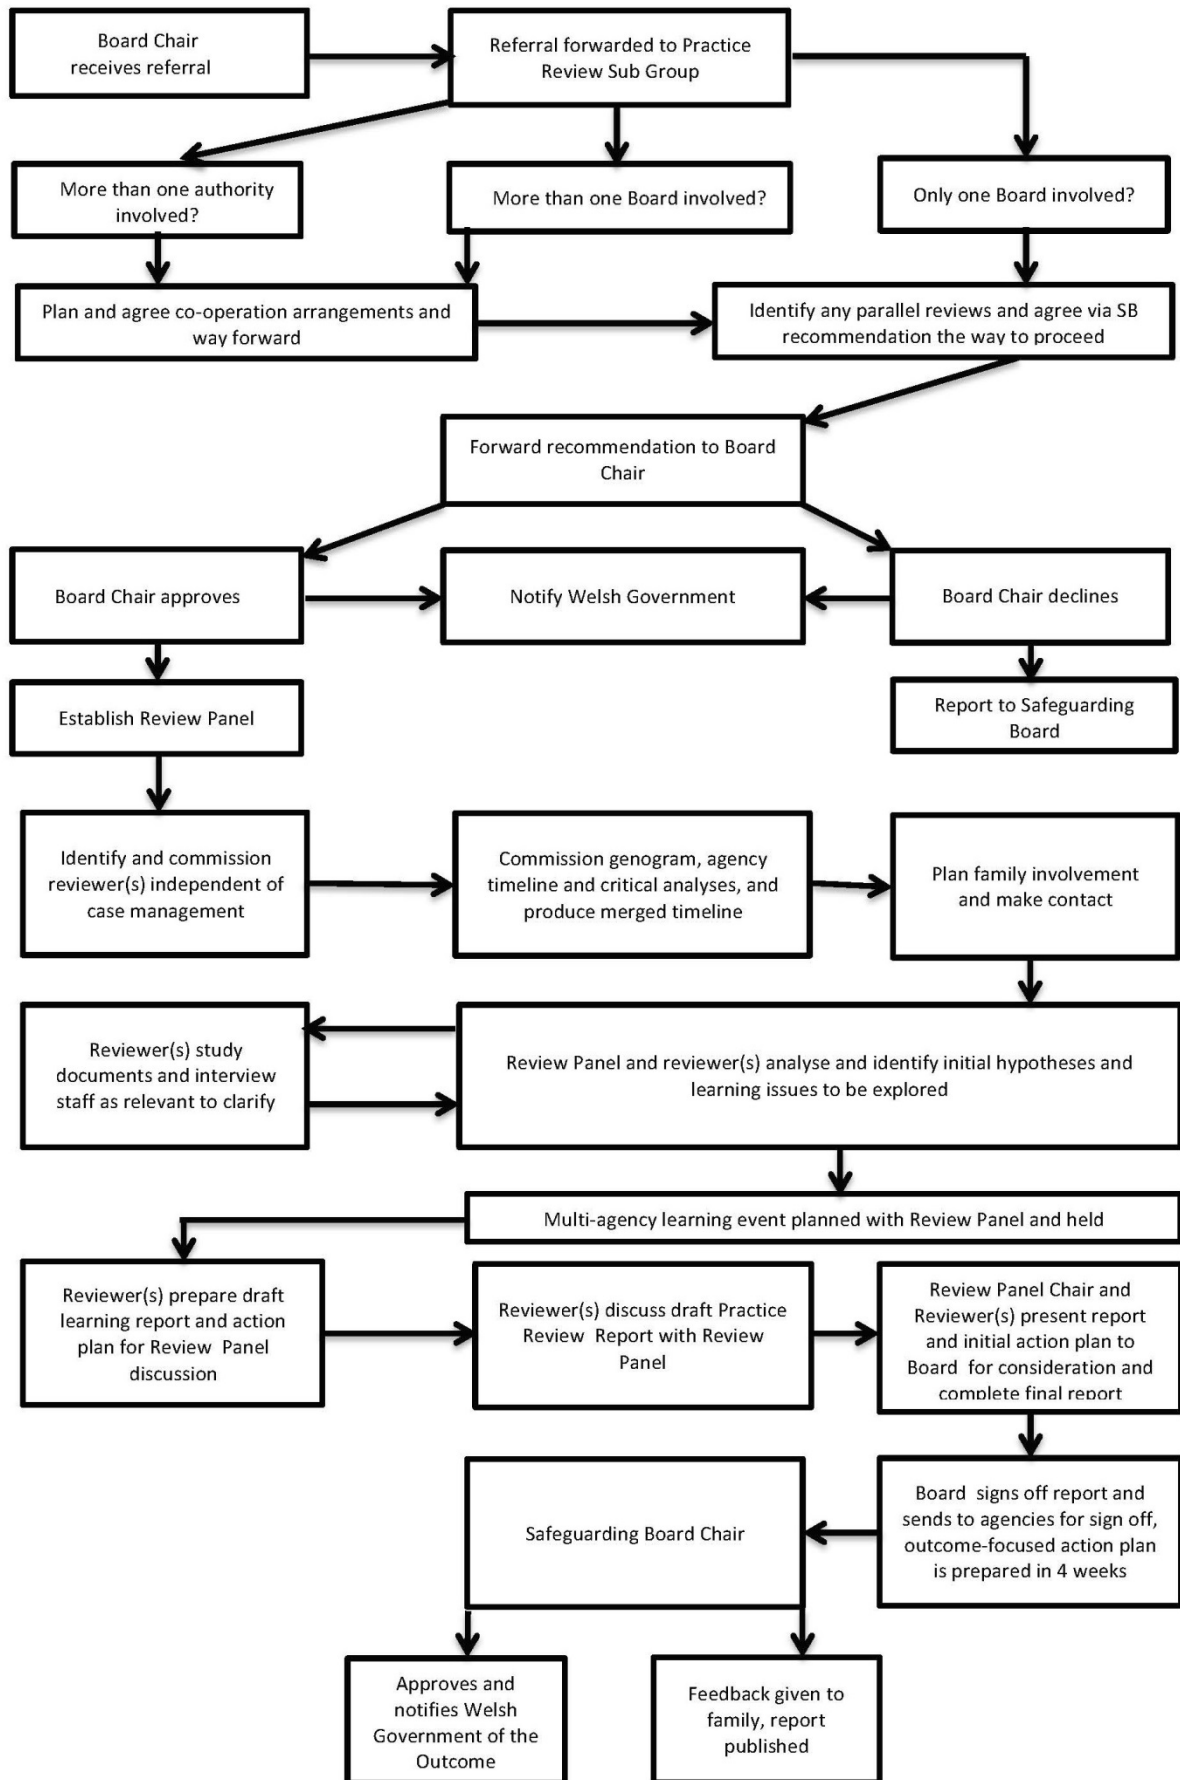 Board Chair
receives referral
Referral forwarded to Practice
Review Sub Group
More than one authority
involved?
More than one Board involved?
Only one Board involved?
Plan and agree co-operation arrangements and
way forward
Identify any parallel reviews and agree via SB
recommendation the way to proceed
Forward recommendation to Board
Chair
Board Chair approves
Notify Welsh Government
Board Chair declines
Establish Review Panel
Report to Safeguarding
Board
Identify and commission
reviewer(s) independent of
case management
Commission genogram, agency
timeline and critical analyses, and
produce merged timeline
Plan family involvement
and make contact
Reviewer(s) study
documents and interview
staff as relevant to clarify
Review Panel and reviewer(s) analyse and identify initial hypotheses and
learning issues to be explored
Multi-agency learning event planned with Review Panel and held
Reviewer(s) prepare draft
learning report and action
plan for Review Panel
discussion
Reviewer(s) discuss draft Practice
Review Report with Review
Panel
Review Panel Chair and
Reviewer(s) present report
and initial action plan to
Board for consideration and
complete final report
Safeguarding Board Chair
Board signs off report and
sends to agencies for sign off,
outcome-focused action plan
is prepared in 4 weeks
Approves and
notifies Welsh
Government of the
Outcome
Feedback given to
family, report
published